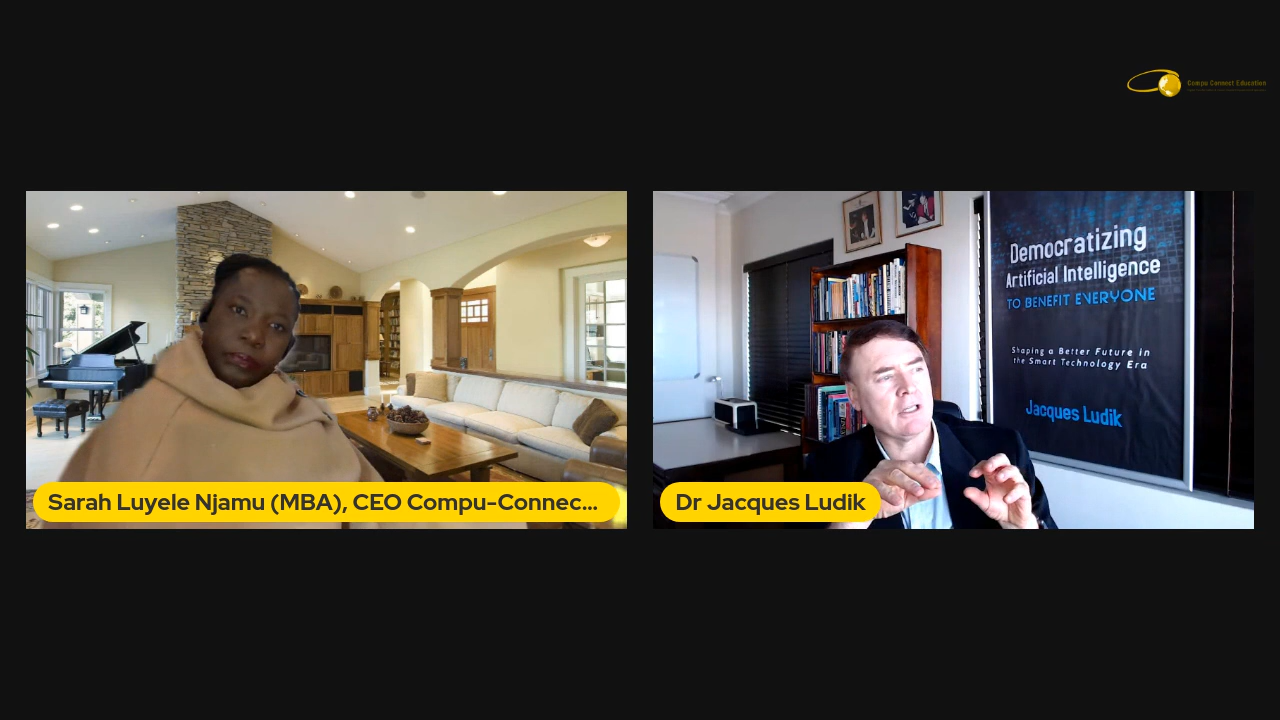 Compu Connect Education
Democratizing
Artificial Intelligence
TO BENEFIT EVERYONE
Shaping a Better Future in
the Smart Technology Era
Jacques Ludik
Sarah Luyele Njamu (MBA), CEO Compu-Connec...
Dr Jacques Ludik